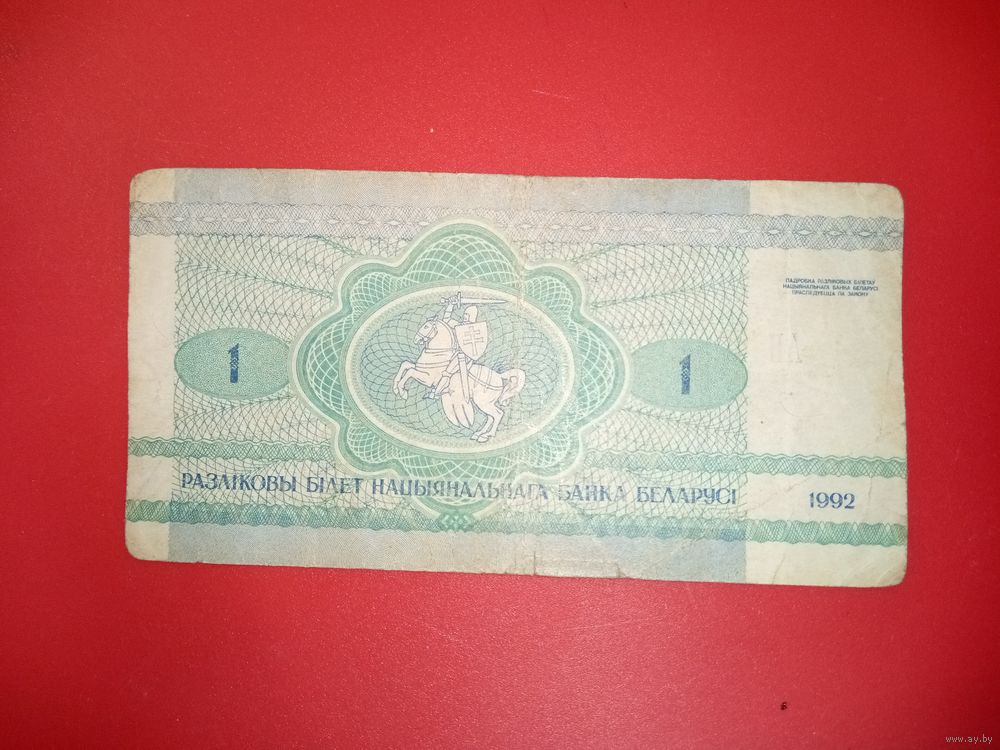 ПАДРОБКА РАЗЛІКОВЫХ БІЛЕТАЎ
НАЦЫЯНАЛЬНАГА БАНКА БЕЛАРУСІ
ПРАСЛЕДУЕЦЦА ПА ЗАКОНУ
1 1
РАЗЛІКОВЫ БІЛЕТ НАЦЫЯНАЛЬНАГА БАНКА БЕЛАРУСІ 1992
www.ay.by